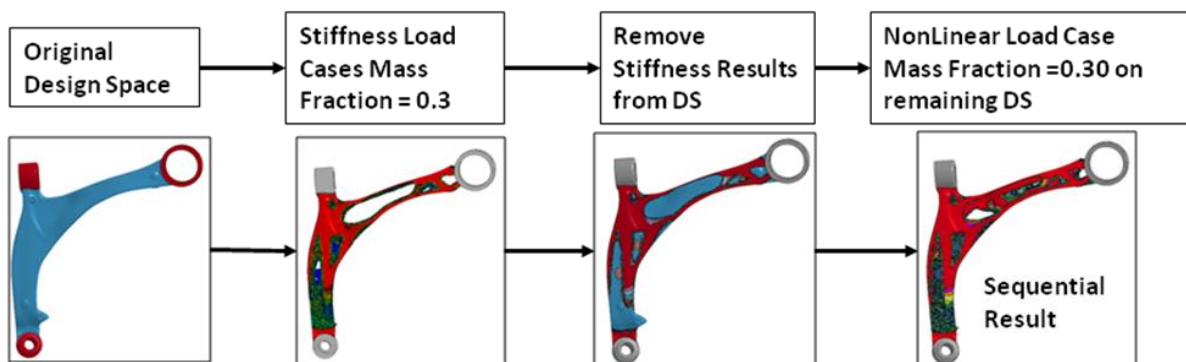 Original
Design Space
Stiffness Load
Cases Mass
Fraction = 0.3
Remove
Stiffness Results
from DS
NonLinear Load Case
Mass Fraction =0.30 on
remaining DS
Sequential
Result